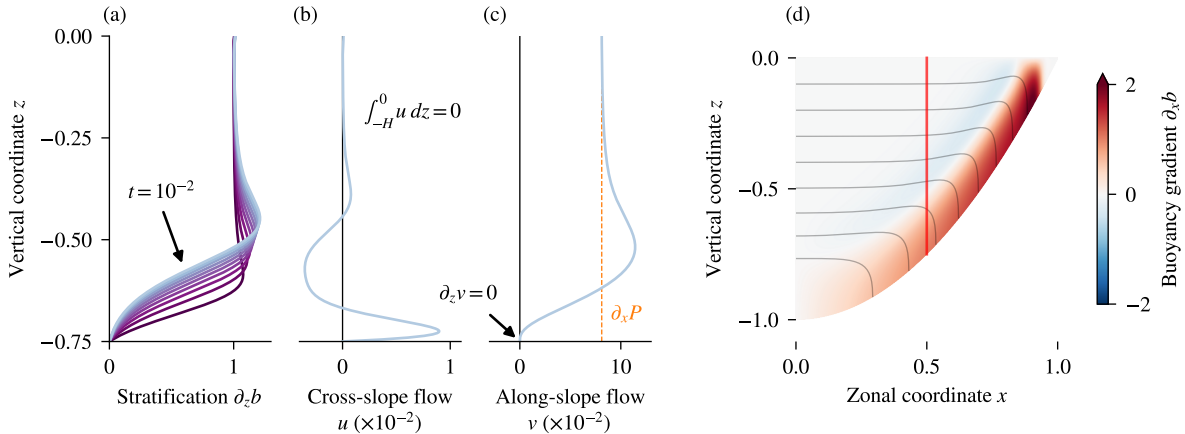 (a)
(b)
(c)
(d)
Vertical coordinate z
0.00
−0.25
−0.50
−0.75
t = 10⁻²
0
1
Stratification ∂_z b
∫_{−H}^{0} u dz = 0
0
1
Cross-slope flow
u (×10⁻²)
∂_z v = 0
∂_x P
0
10
Along-slope flow
v (×10⁻²)
Vertical coordinate z
0.0
−0.5
−1.0
0.0
0.5
1.0
Zonal coordinate x
2
0
−2
Buoyancy gradient ∂_x b